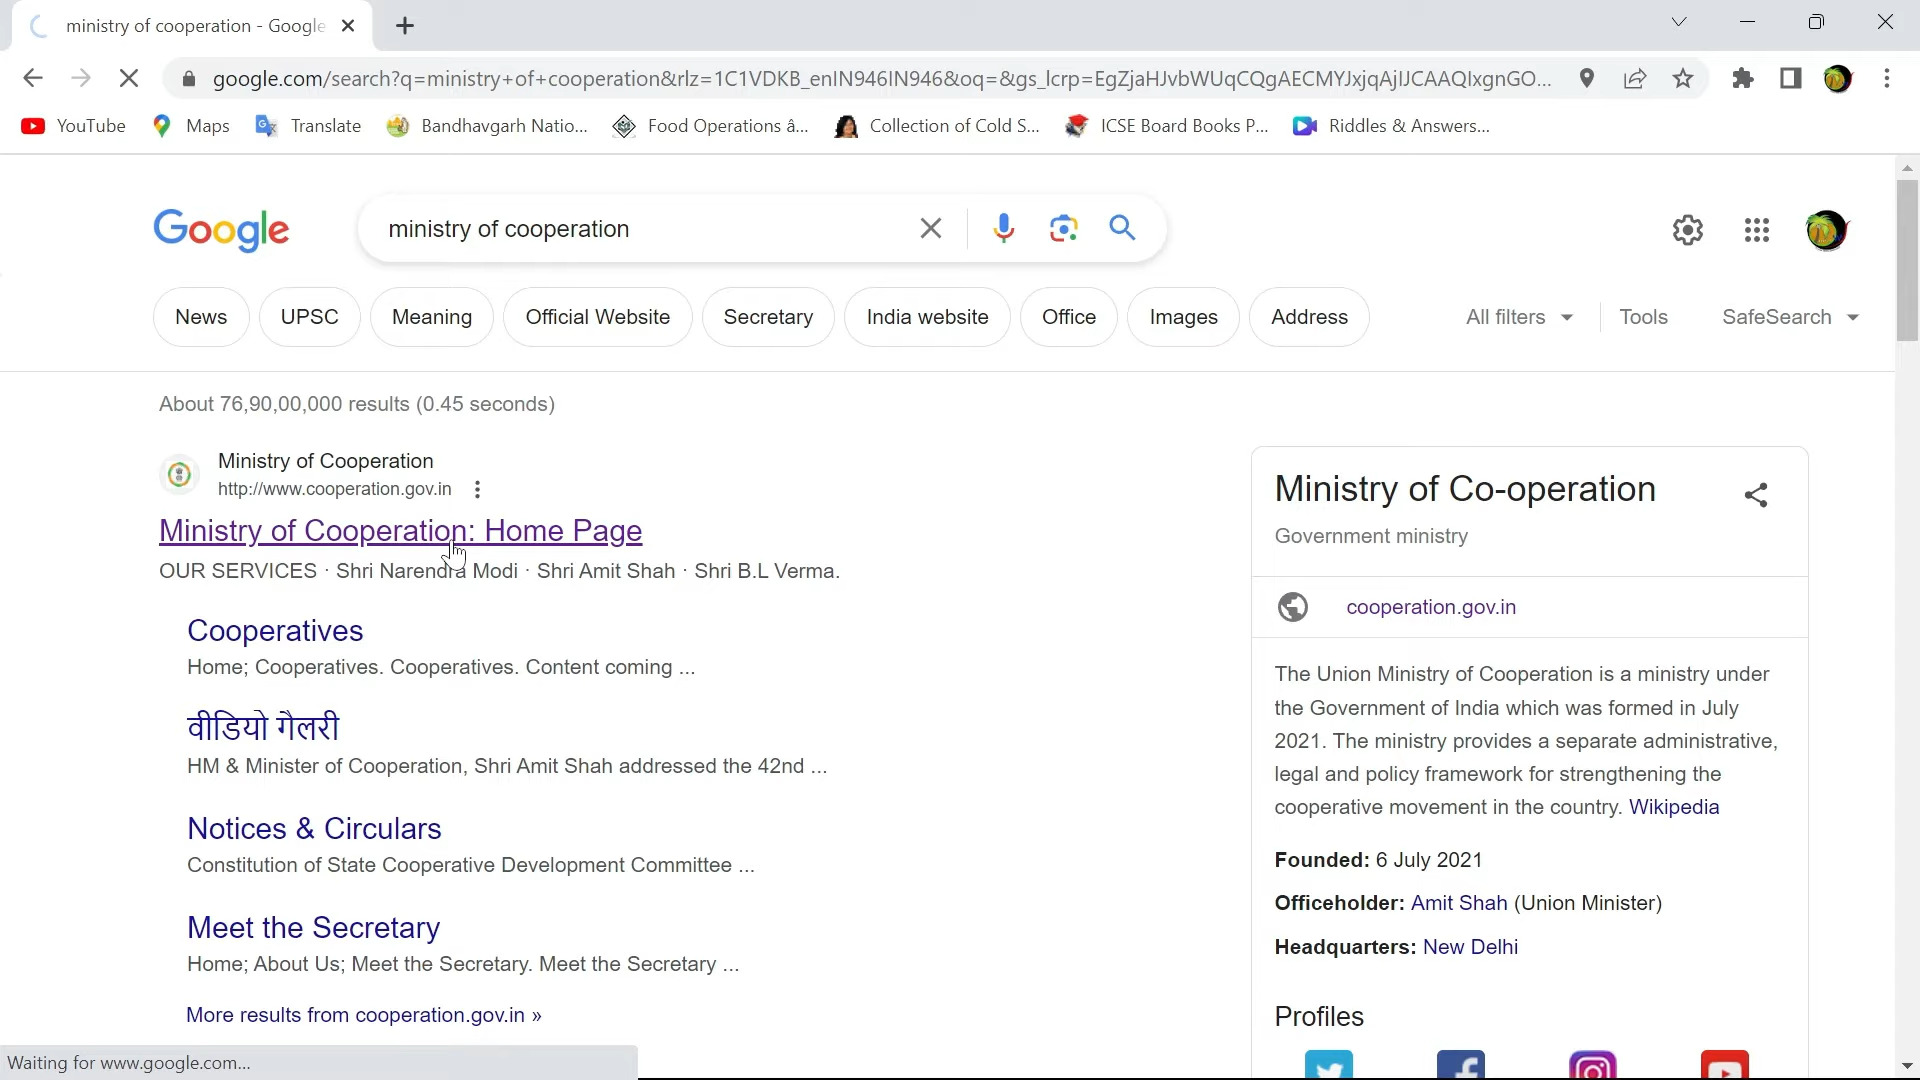 ministry of cooperation - Google
google.com/search?q=ministry+of+cooperation&rlz=1C1VDKB_enIN946IN946&oq=&gs_lcrp=EgZjaHJvbWUqCQgAECMYJxjqAjIJCAAQIxgnGO...
YouTube Maps Translate Bandhavgarh Natio... Food Operations â... Collection of Cold S... ICSE Board Books P... Riddles & Answers...
Google ministry of cooperation
News UPSC Meaning Official Website Secretary India website Office Images Address All filters Tools SafeSearch
About 76,90,00,000 results (0.45 seconds)
Ministry of Cooperation
http://www.cooperation.gov.in
Ministry of Cooperation: Home Page
OUR SERVICES · Shri Narendra Modi · Shri Amit Shah · Shri B.L Verma.
Cooperatives
Home; Cooperatives. Cooperatives. Content coming ...
वीडियो गैलरी
HM & Minister of Cooperation, Shri Amit Shah addressed the 42nd ...
Notices & Circulars
Constitution of State Cooperative Development Committee ...
Meet the Secretary
Home; About Us; Meet the Secretary. Meet the Secretary ...
More results from cooperation.gov.in »
Ministry of Co-operation
Government ministry
cooperation.gov.in
The Union Ministry of Cooperation is a ministry under
the Government of India which was formed in July
2021. The ministry provides a separate administrative,
legal and policy framework for strengthening the
cooperative movement in the country. Wikipedia
Founded: 6 July 2021
Officeholder: Amit Shah (Union Minister)
Headquarters: New Delhi
Profiles
Waiting for www.google.com...